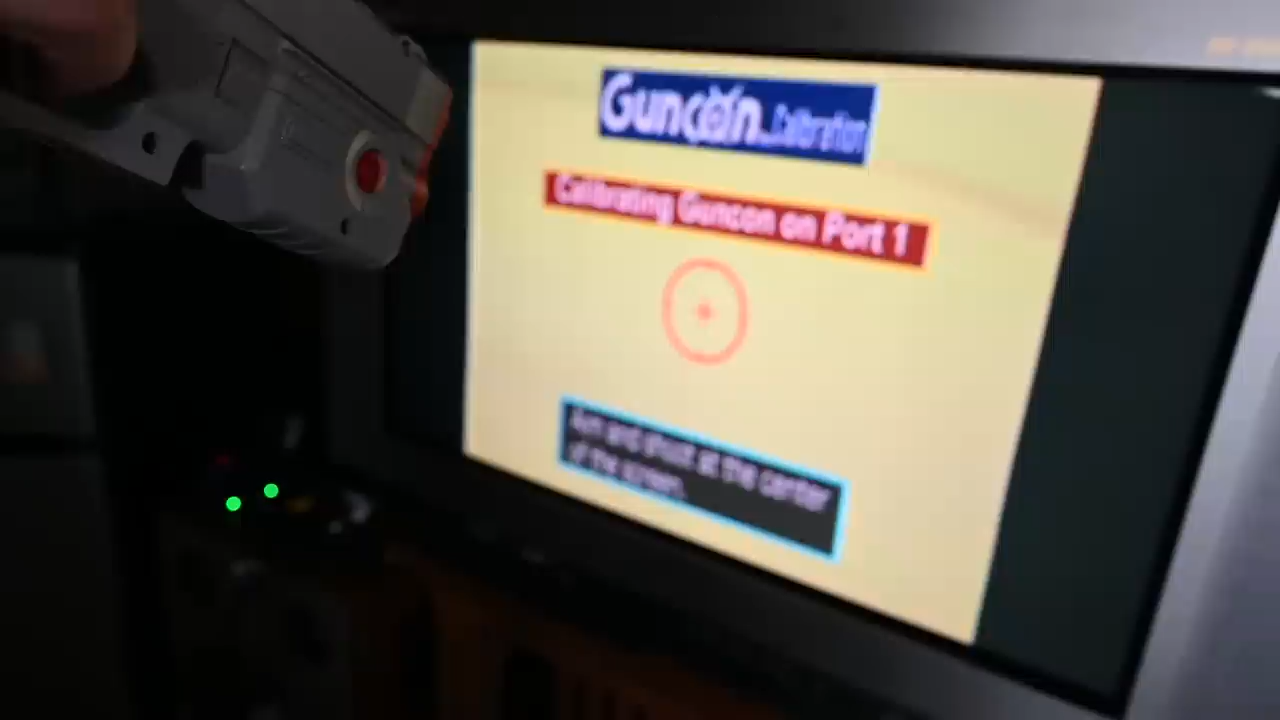 Guncon...Calibration
Calibrating Guncon on Port 1
Aim and shoot at the center
of the screen.